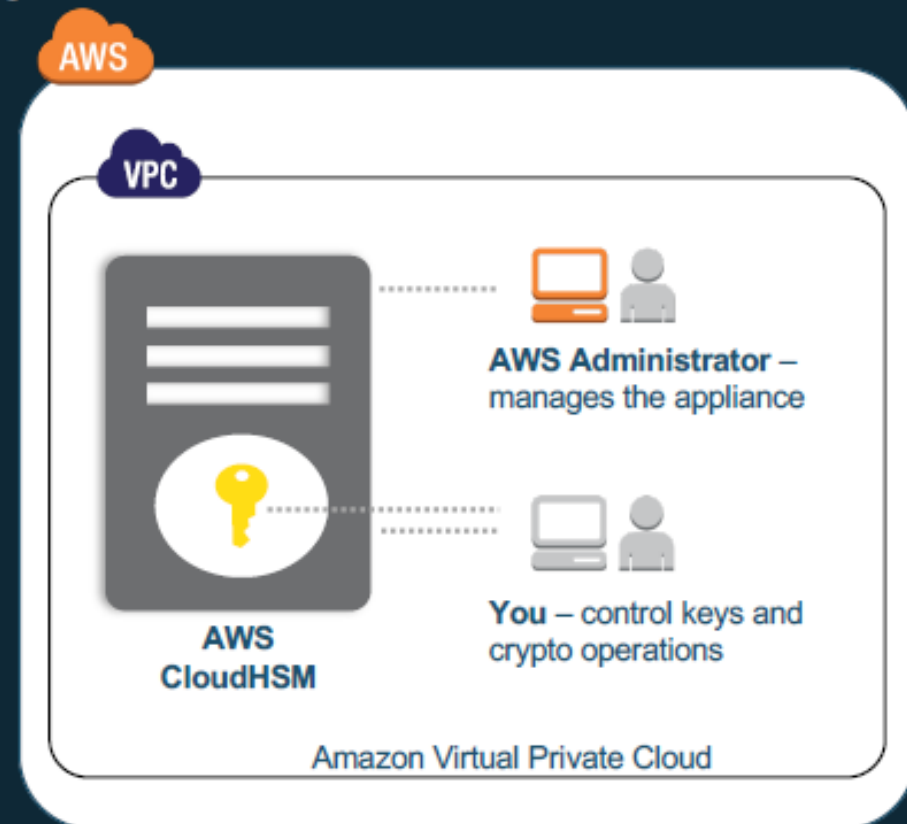 AWS
VPC
AWS Administrator –
manages the appliance
You – control keys and
crypto operations
AWS
CloudHSM
Amazon Virtual Private Cloud